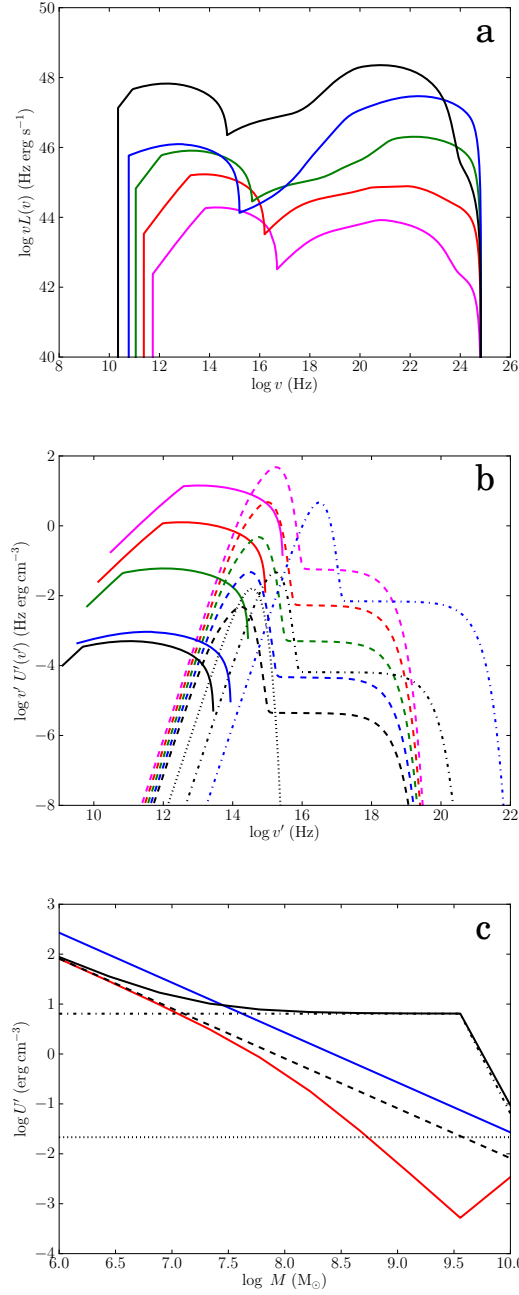 a
50
48
46
44
42
40
log νL(ν) (Hz erg s⁻¹)
8 10 12 14 16 18 20 22 24 26
log ν (Hz)
b
2
0
−2
−4
−6
−8
log ν′ U′(ν′) (Hz erg cm⁻³)
10 12 14 16 18 20 22
log ν′ (Hz)
c
3
2
1
0
−1
−2
−3
−4
log U′ (erg cm⁻³)
6.0 6.5 7.0 7.5 8.0 8.5 9.0 9.5 10.0
log M (M⊙)